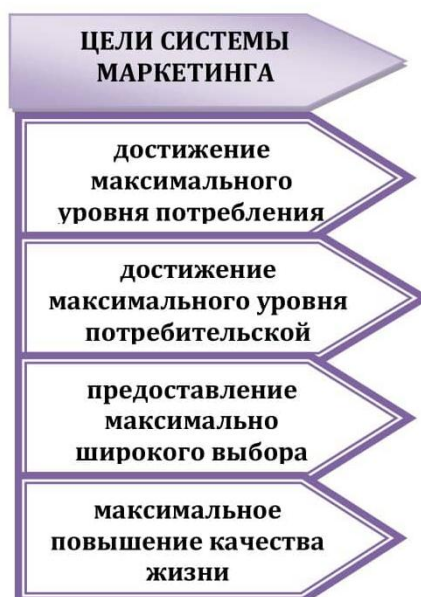 ЦЕЛИ СИСТЕМЫ
МАРКЕТИНГА
достижение
максимального
уровня потребления
достижение
максимального уровня
потребительской
предоставление
максимально
широкого выбора
максимальное
повышение качества
жизни